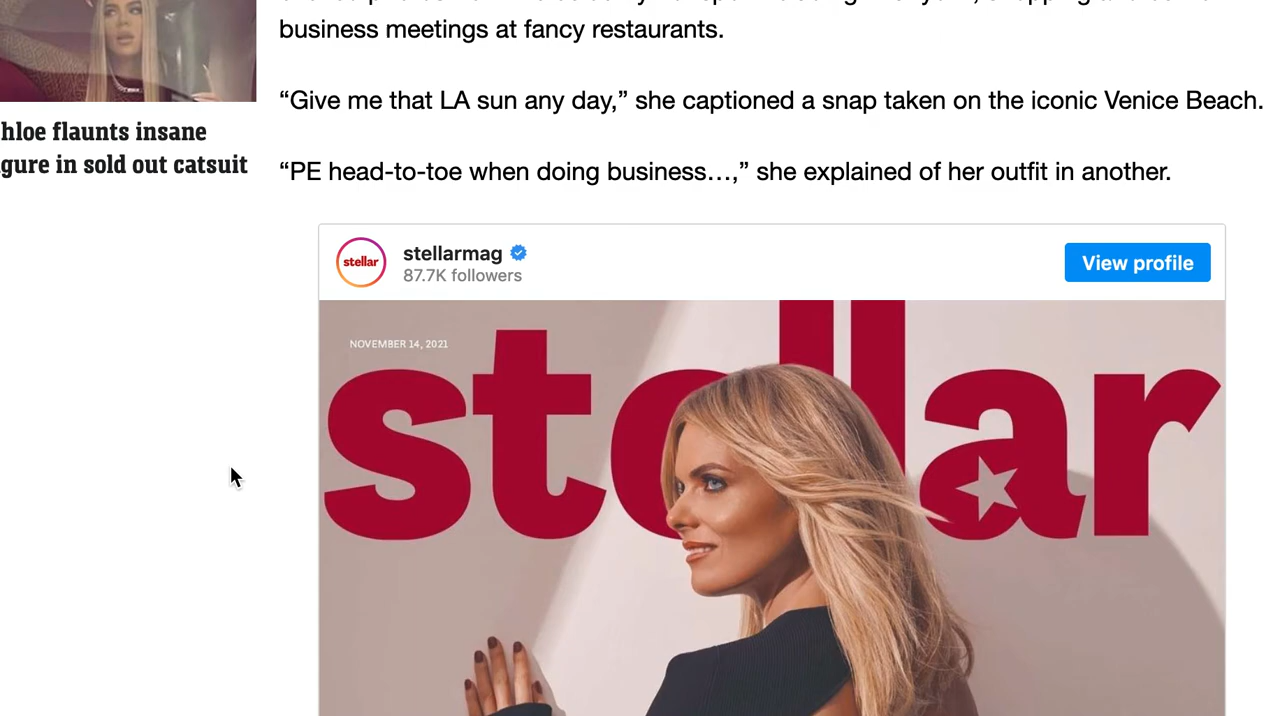 business meetings at fancy restaurants.
“Give me that LA sun any day,” she captioned a snap taken on the iconic Venice Beach.
hloe flaunts insane
gure in sold out catsuit
“PE head-to-toe when doing business…,” she explained of her outfit in another.
stellar
stellarmag
87.7K followers
View profile
NOVEMBER 14, 2021
stellar